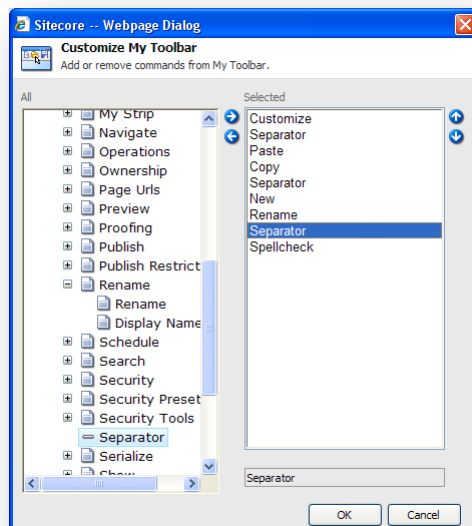 Sitecore -- Webpage Dialog
Customize My Toolbar
Add or remove commands from My Toolbar.
All
My Strip
Navigate
Operations
Ownership
Page Urls
Preview
Proofing
Publish
Publish Restrict
Rename
Rename
Display Name
Schedule
Search
Security
Security Preset
Security Tools
Separator
Serialize
Show
Selected
Customize
Separator
Paste
Copy
Separator
New
Rename
Separator
Spellcheck
Separator
OK
Cancel